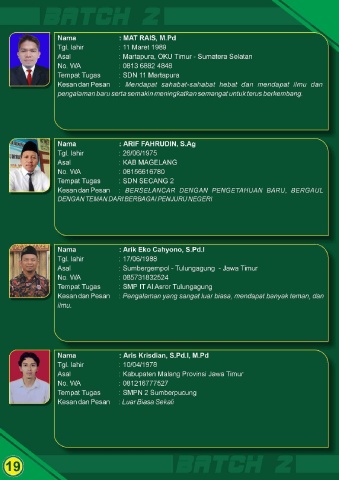 BATCH 2
Nama : MAT RAIS, M.Pd
Tgl. lahir : 11 Maret 1989
Asal : Martapura, OKU Timur - Sumatera Selatan
No. WA : 0813 6882 4848
Tempat Tugas : SDN 11 Martapura
Kesan dan Pesan : Mendapat sahabat-sahabat hebat dan mendapat ilmu dan
pengalaman baru serta semakin meningkatkan semangat untuk terus berkembang.
Nama : ARIF FAHRUDIN, S.Ag
Tgl. lahir : 26/06/1975
Asal : KAB MAGELANG
No. WA : 08156616780
Tempat Tugas : SDN SECANG 2
Kesan dan Pesan : BERSELANCAR DENGAN PENGETAHUAN BARU, BERGAUL
DENGAN TEMAN DARI BERBAGAI PENJURU NEGERI
Nama : Arik Eko Cahyono, S.Pd.I
Tgl. lahir : 17/06/1988
Asal : Sumbergempol - Tulungagung - Jawa Timur
No. WA : 085731832524
Tempat Tugas : SMP IT Al Asror Tulungagung
Kesan dan Pesan : Pengalaman yang sangat luar biasa, mendapat banyak teman, dan
ilmu.
Nama : Aris Krisdian, S.Pd.I, M.Pd
Tgl. lahir : 10/04/1978
Asal : Kabupaten Malang Provinsi Jawa Timur
No. WA : 081216777527
Tempat Tugas : SMPN 2 Sumberpucung
Kesan dan Pesan : Luar Biasa Sekali
19
BATCH 2